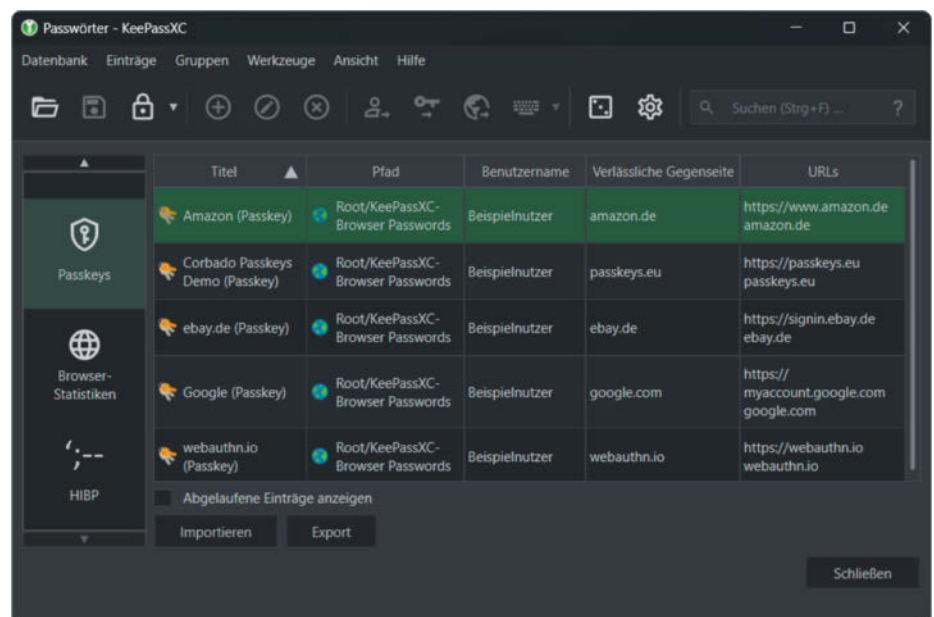 Passwörter - KeePassXC
Datenbank Einträge Gruppen Werkzeuge Ansicht Hilfe
Suchen (Strg+F) ... ?
Titel Pfad Benutzername Verlässliche Gegenseite URLs
Passkeys
Browser-
Statistiken
HIBP
Amazon (Passkey)
Root/KeePassXC-
Browser Passwords
Beispielnutzer
amazon.de
https://www.amazon.de
amazon.de
Corbado Passkeys
Demo (Passkey)
Root/KeePassXC-
Browser Passwords
Beispielnutzer
passkeys.eu
https://passkeys.eu
passkeys.eu
ebay.de (Passkey)
Root/KeePassXC-
Browser Passwords
Beispielnutzer
ebay.de
https://signin.ebay.de
ebay.de
Google (Passkey)
Root/KeePassXC-
Browser Passwords
Beispielnutzer
google.com
https://
myaccount.google.com
google.com
webauthn.io
(Passkey)
Root/KeePassXC-
Browser Passwords
Beispielnutzer
webauthn.io
https://webauthn.io
webauthn.io
Abgelaufene Einträge anzeigen
Importieren Export
Schließen